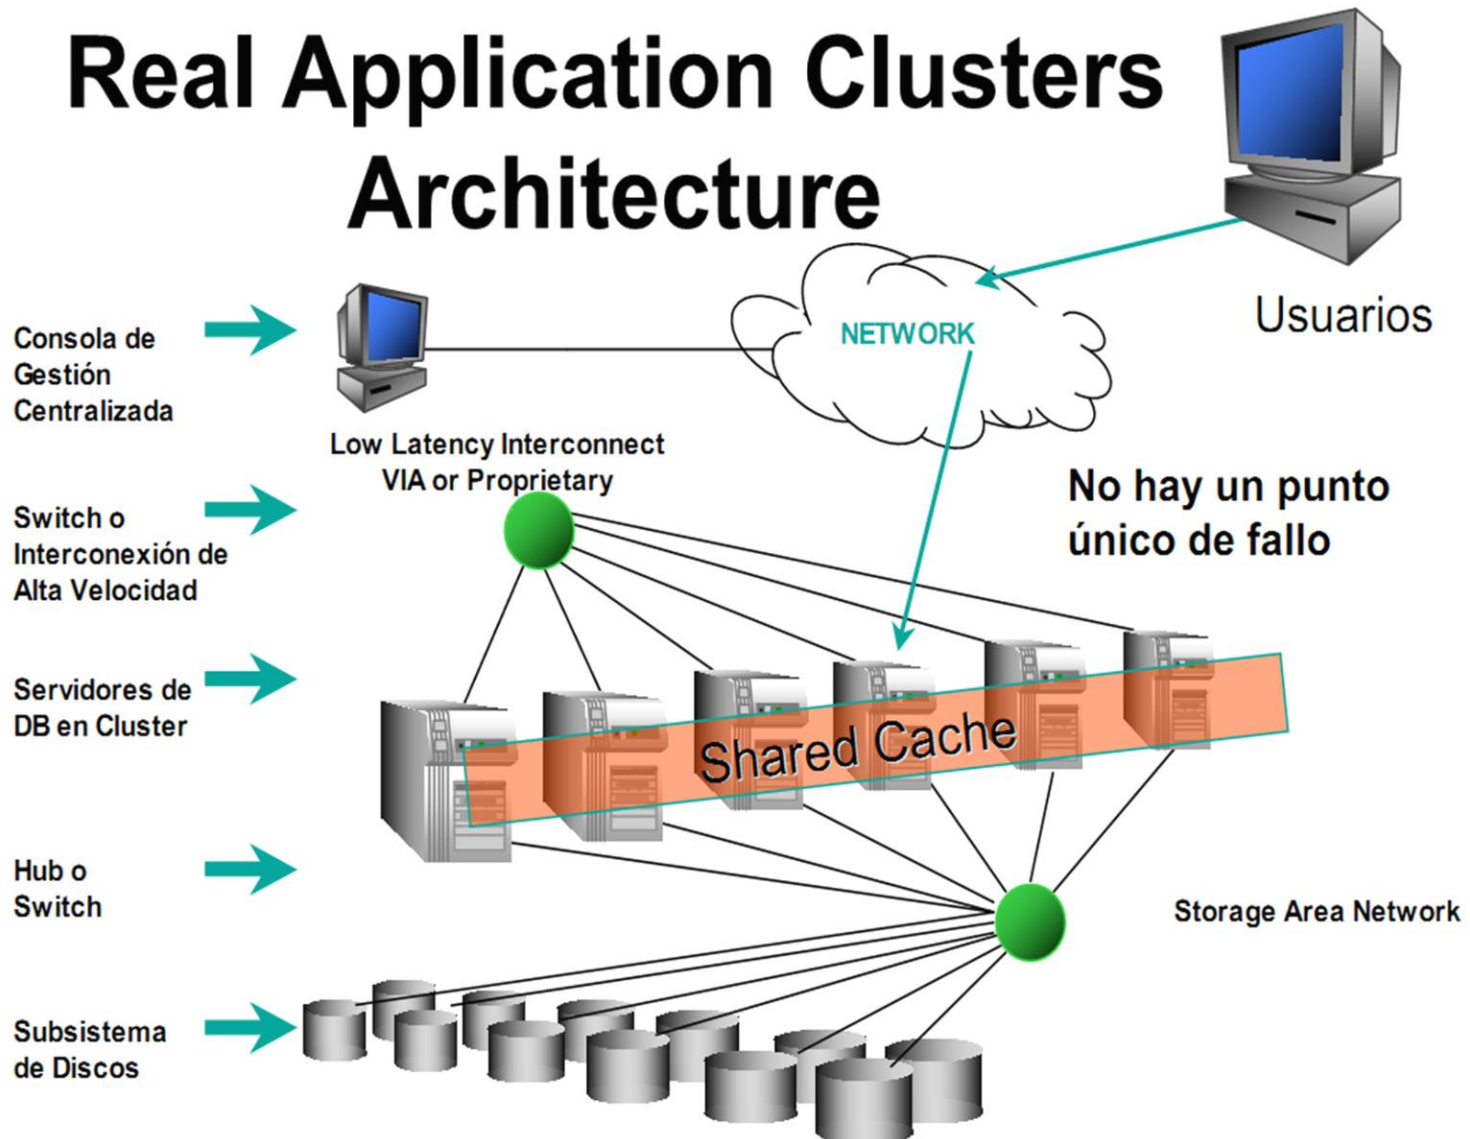 Real Application Clusters
Architecture
Usuarios
NETWORK
Consola de
Gestión
Centralizada
Low Latency Interconnect
VIA or Proprietary
No hay un punto
único de fallo
Switch o
Interconexión de
Alta Velocidad
Servidores de
DB en Cluster
Shared Cache
Hub o
Switch
Storage Area Network
Subsistema
de Discos